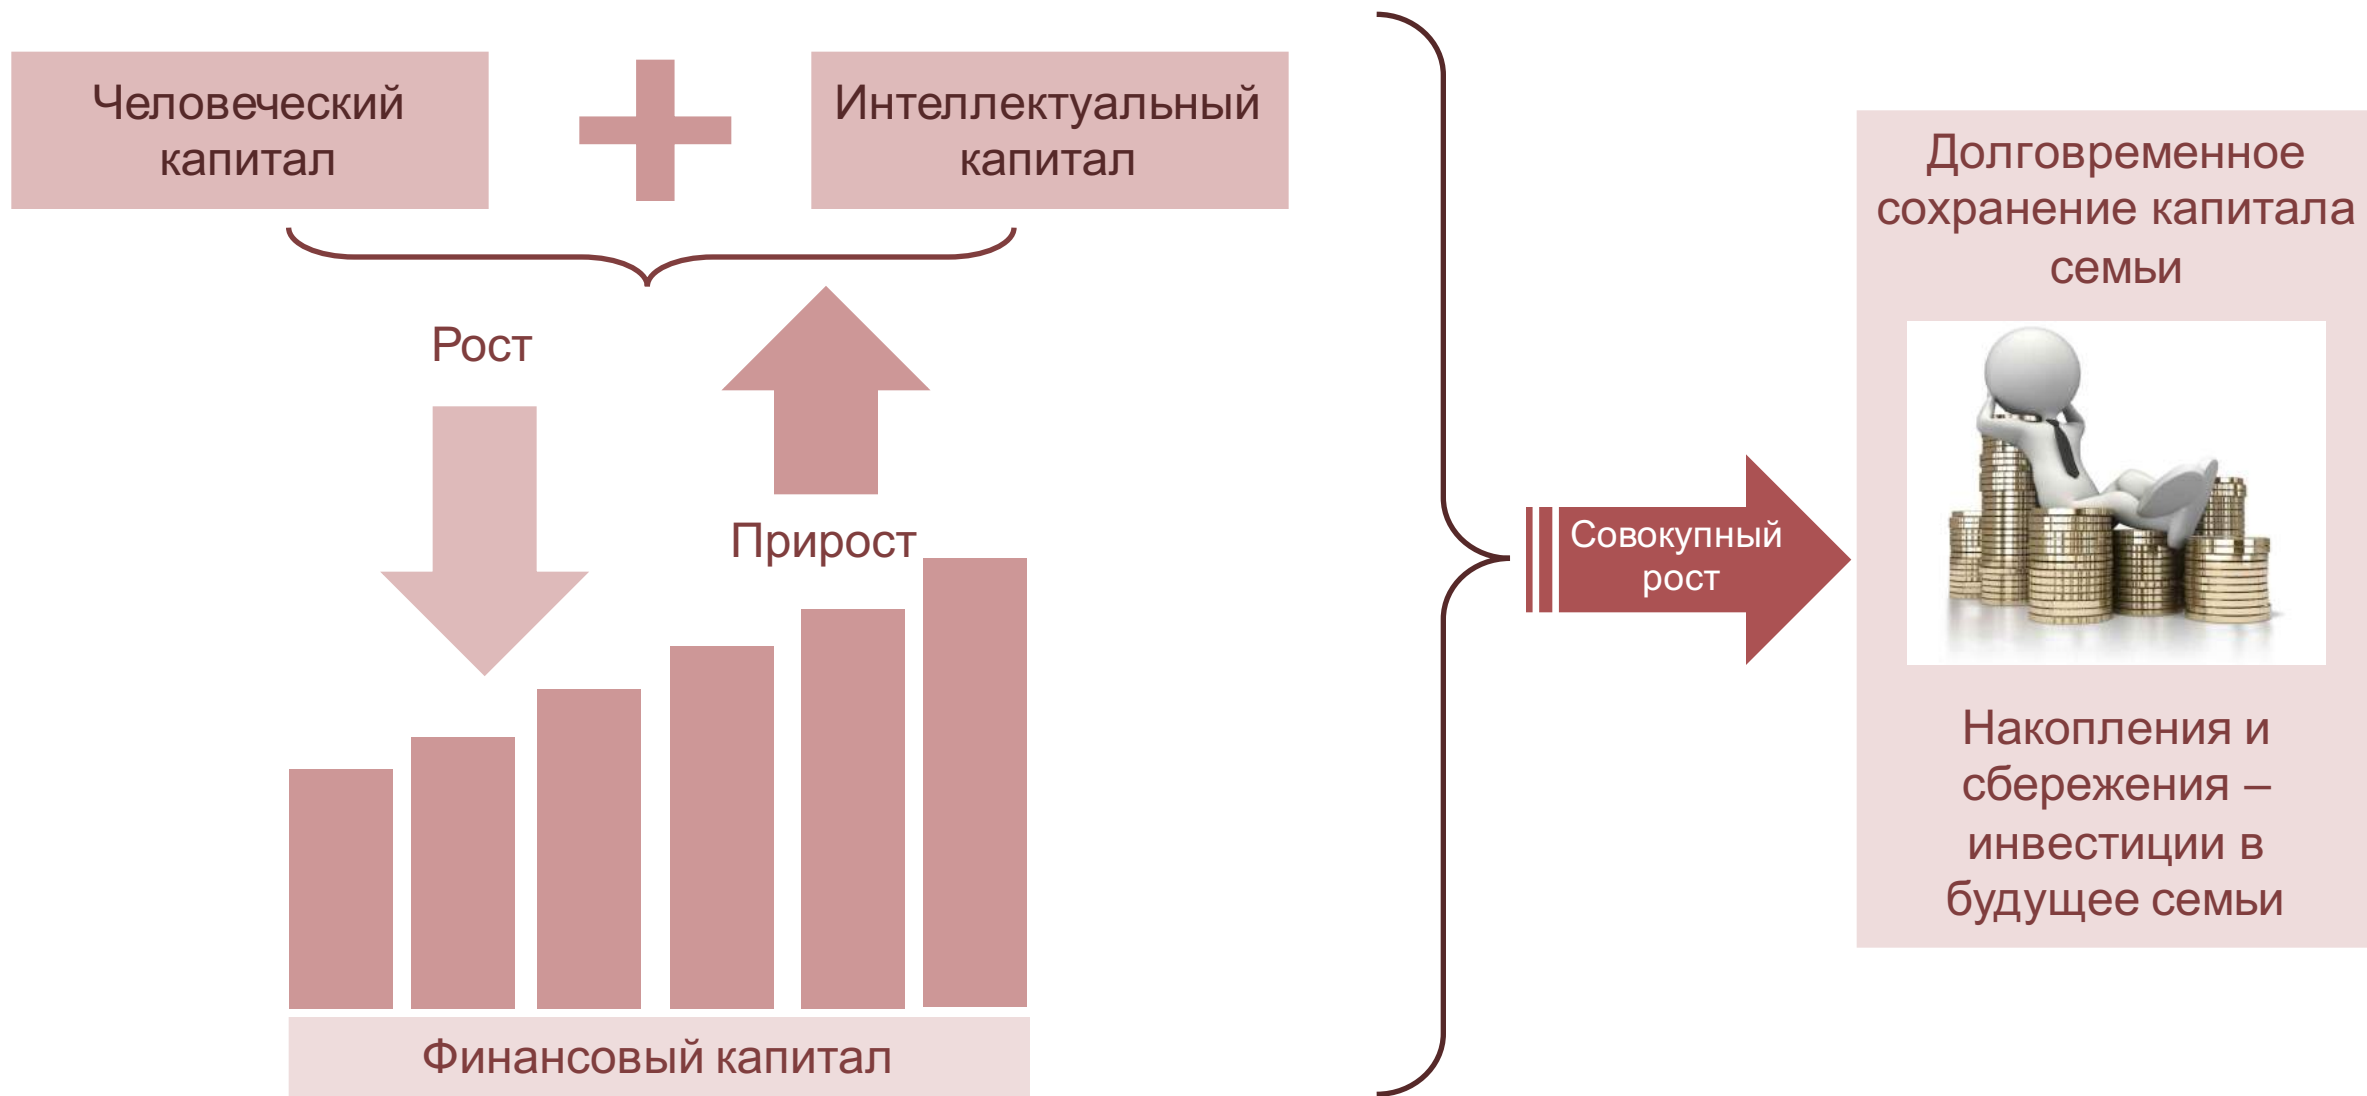 Человеческий
капитал
Интеллектуальный
капитал
Рост
Прирост
Финансовый капитал
Совокупный
рост
Долговременное
сохранение капитала
семьи
Накопления и
сбережения –
инвестиции в
будущее семьи